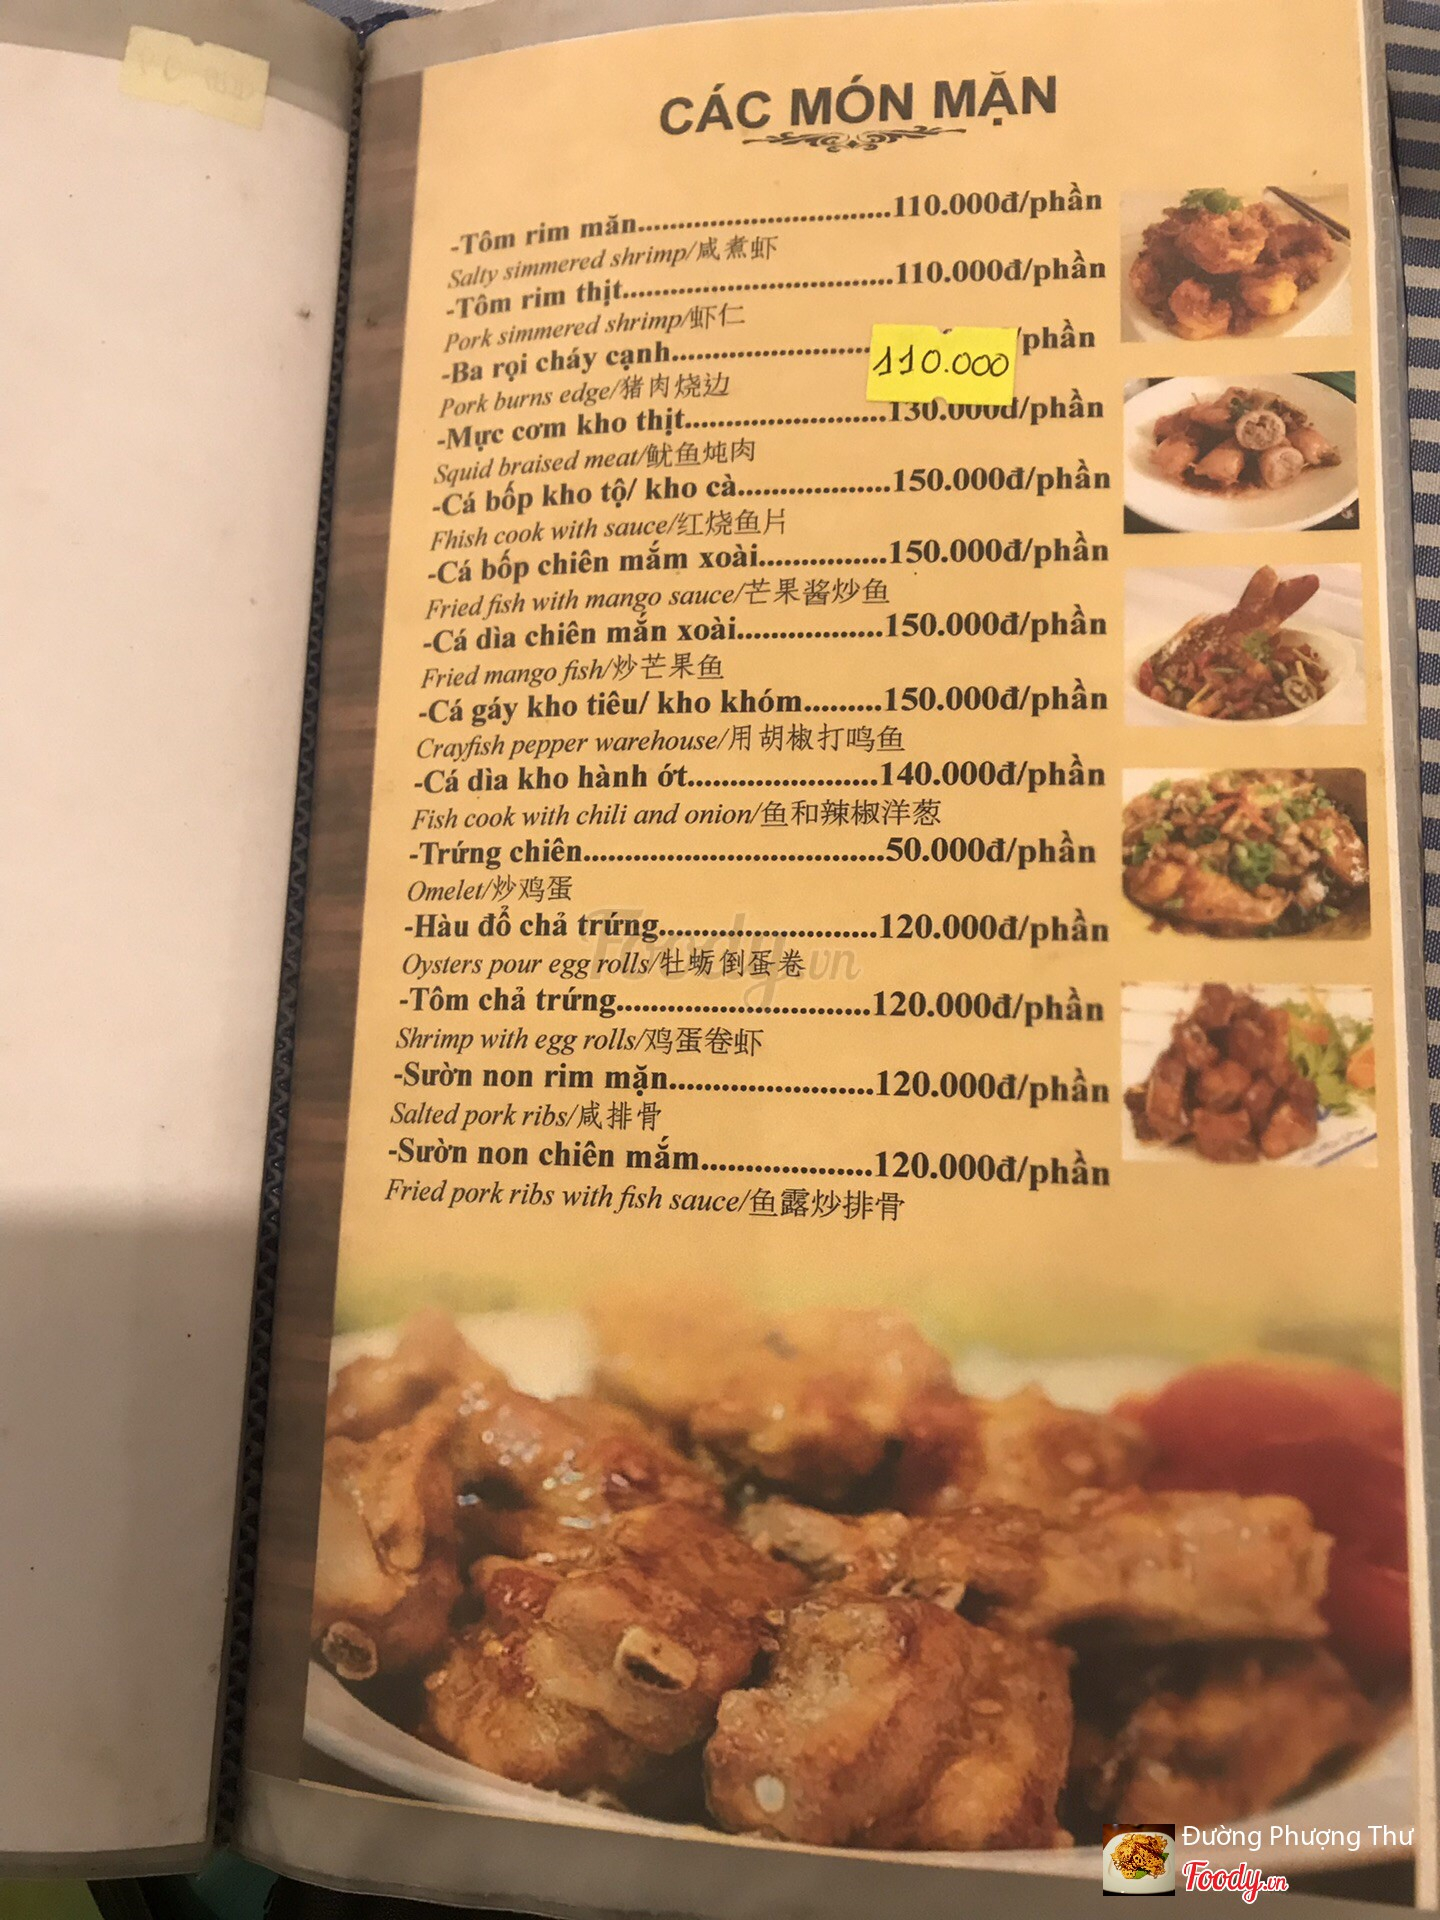 CÁC MÓN MẶN
-Tôm rim măn...............................110.000đ/phần
Salty simmered shrimp/咸煮虾
-Tôm rim thịt.................................110.000đ/phần
Pork simmered shrimp/虾仁
-Ba rọi cháy cạnh........................ 110.000 /phần
Pork burns edge/猪肉烧边
-Mực cơm kho thịt.........................130.000đ/phần
Squid braised meat/鱿鱼炖肉
-Cá bốp kho tộ/ kho cà...................150.000đ/phần
Fhish cook with sauce/红烧鱼片
-Cá bốp chiên mắm xoài................150.000đ/phần
Fried fish with mango sauce/芒果酱炒鱼
-Cá dìa chiên mắn xoài..................150.000đ/phần
Fried mango fish/炒芒果鱼
-Cá gáy kho tiêu/ kho khóm.........150.000đ/phần
Crayfish pepper warehouse/用胡椒打鸣鱼
-Cá dìa kho hành ớt.......................140.000đ/phần
Fish cook with chili and onion/鱼和辣椒洋葱
-Trứng chiên.....................................50.000đ/phần
Omelet/炒鸡蛋
-Hàu đổ chả trứng..........................120.000đ/phần
Oysters pour egg rolls/牡蛎倒蛋卷
-Tôm chả trứng...............................120.000đ/phần
Shrimp with egg rolls/鸡蛋卷虾
-Sườn non rim mặn.........................120.000đ/phần
Salted pork ribs/咸排骨
-Sườn non chiên mắm.....................120.000đ/phần
Fried pork ribs with fish sauce/鱼露炒排骨
Foody.vn
Đường Phượng Thư
Foody.vn